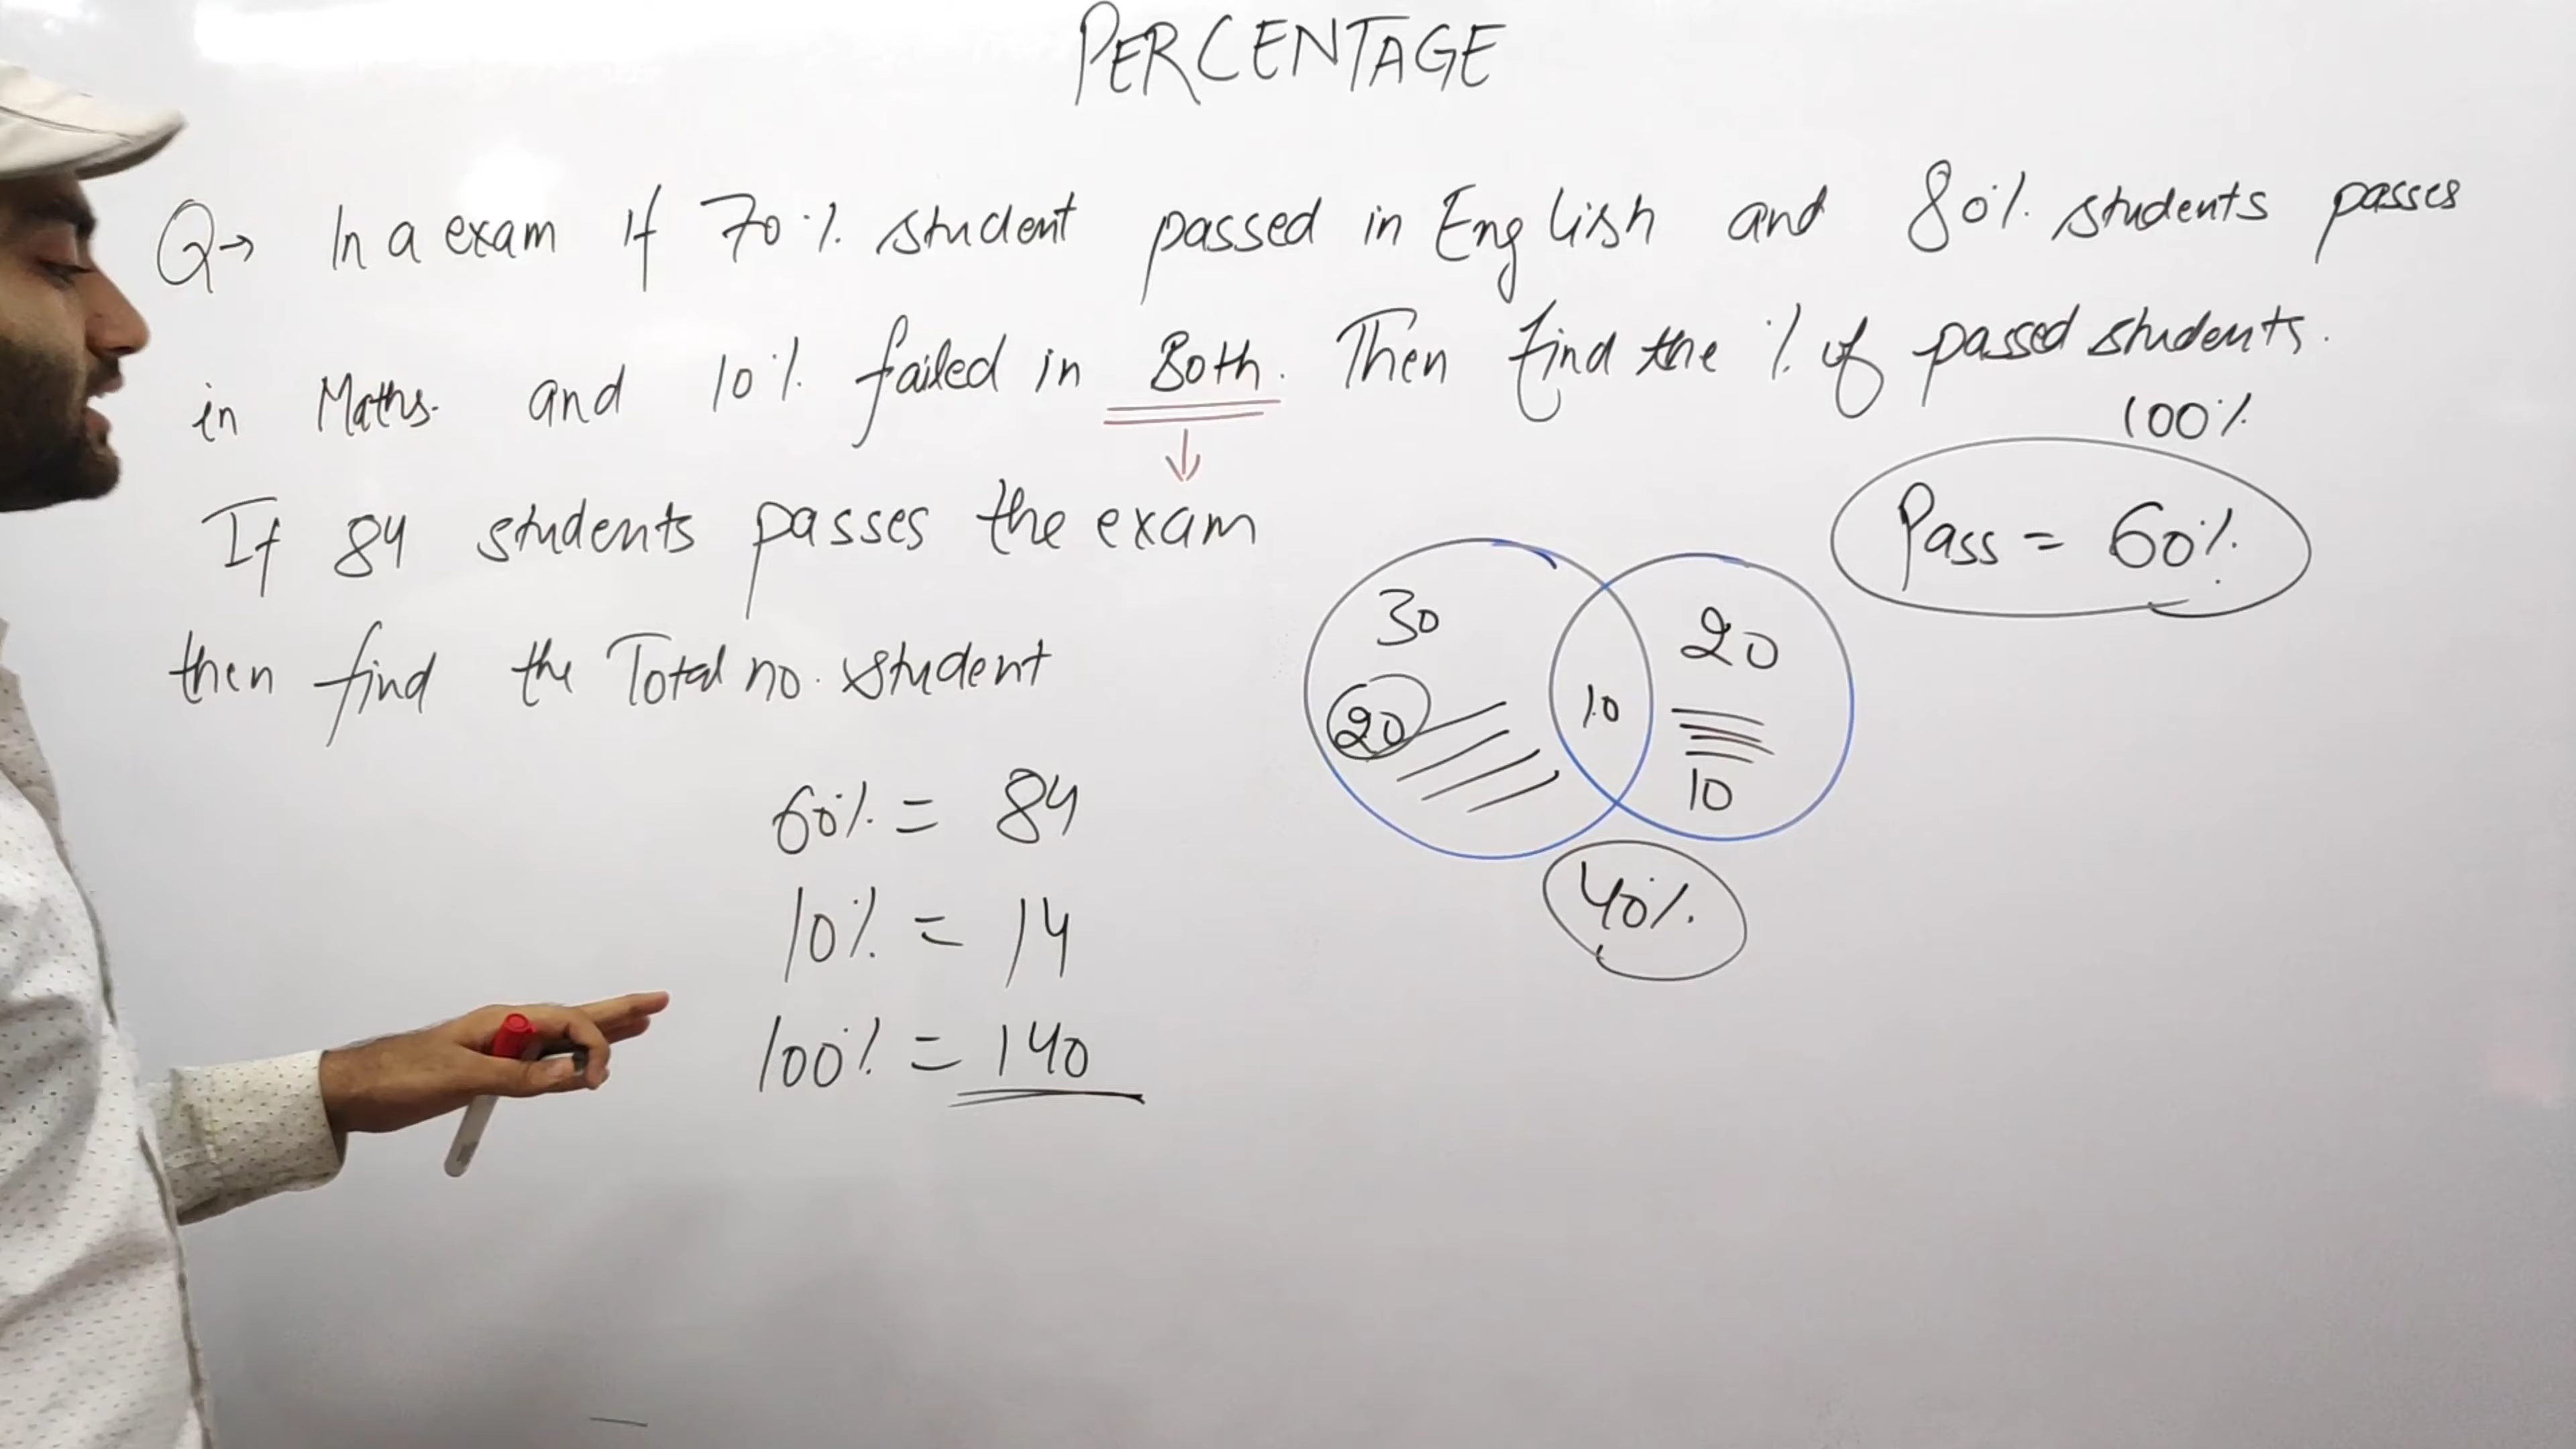 PERCENTAGE
Q→ In a exam if 70% student passed in English and 80% students passes
in Maths. and 10% failed in Both. Then find the % of passed students.
100%
If 84 students passes the exam
Pass = 60%
then find the Total no. student
30
20
20
10
10
40%
60% = 84
10% = 14
100% = 140